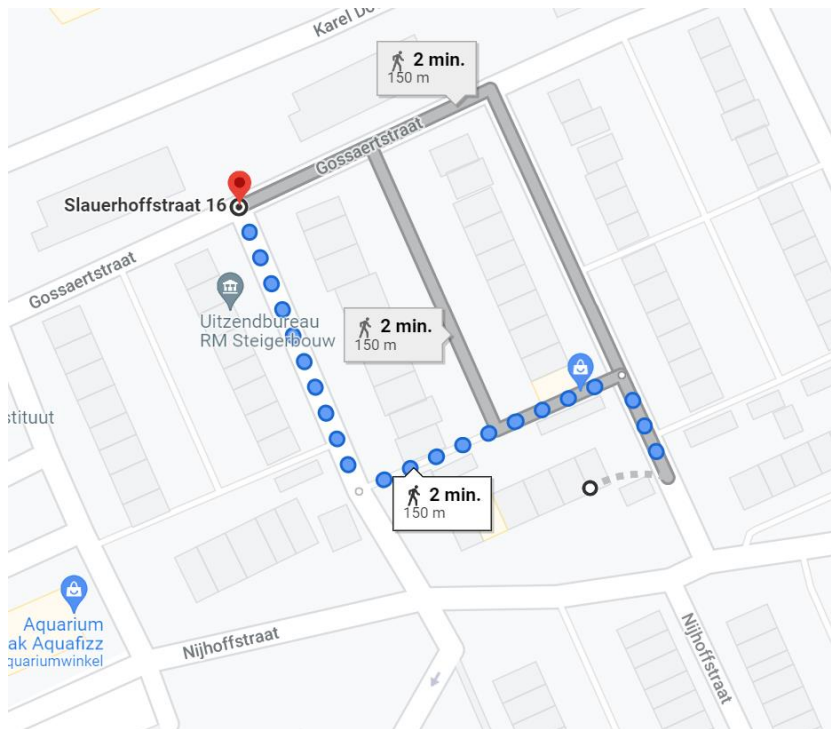 Karel Do
2 min.
150 m
Gossaertstraat
Slauerhoffstraat 16
Gossaertstraat
Uitzendbureau
RM Steigerbouw
2 min.
150 m
stituut
2 min.
150 m
Aquarium
ak Aquafizz
quariumwinkel
Nijhoffstraat
Nijhoffstraat